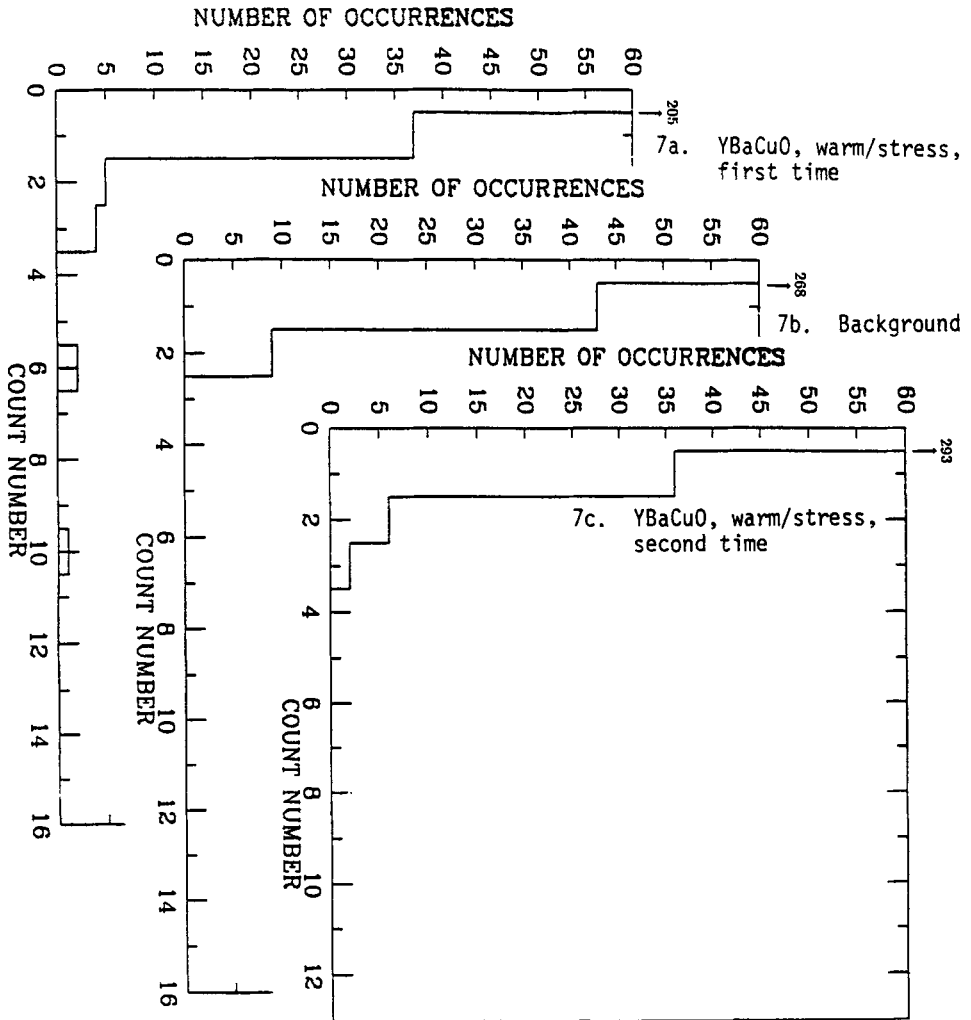 NUMBER OF OCCURRENCES
0 5 10 15 20 25 30 35 40 45 50 55 60
0 2 4 6 8 10 12 14 16
COUNT NUMBER
205
7a. YBaCuO, warm/stress,
first time
NUMBER OF OCCURRENCES
0 5 10 15 20 25 30 35 40 45 50 55 60
0 2 4 6 8 10 12 14 16
COUNT NUMBER
268
7b. Background
NUMBER OF OCCURRENCES
0 5 10 15 20 25 30 35 40 45 50 55 60
0 2 4 6 8 10 12
COUNT NUMBER
293
7c. YBaCuO, warm/stress,
second time